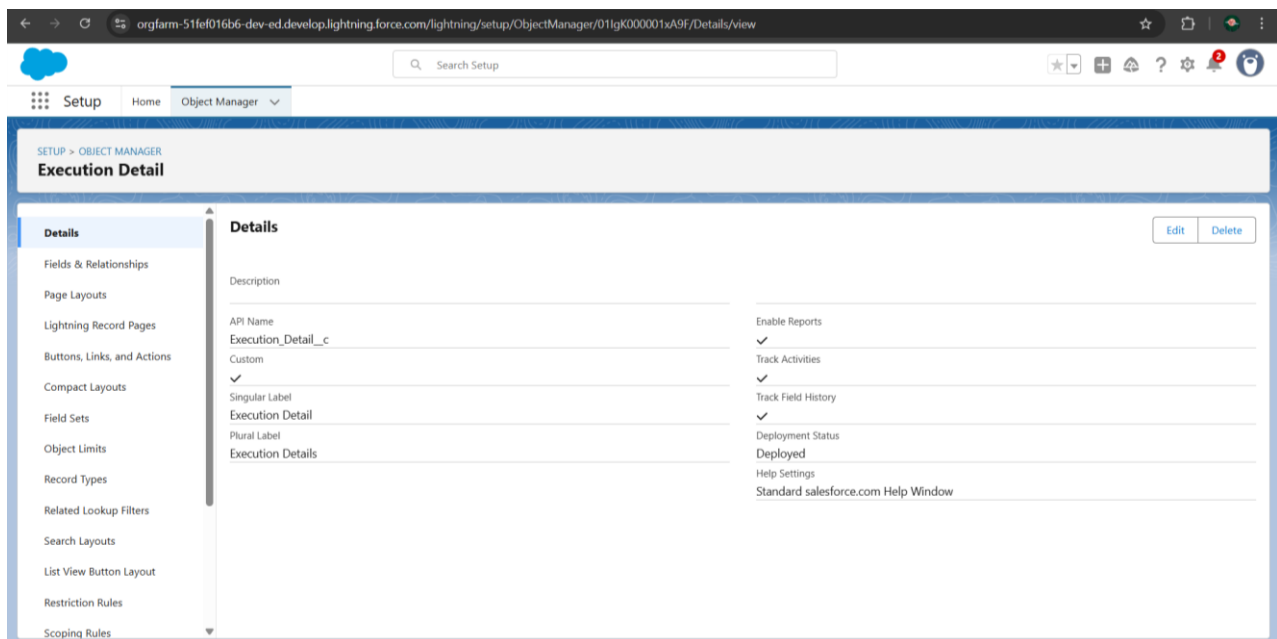 orgfarm-51fef016b6-dev-ed.develop.lightning.force.com/lightning/setup/ObjectManager/01IgK000001xA9F/Details/view
Search Setup
2
Setup
Home
Object Manager
SETUP > OBJECT MANAGER
Execution Detail
Details
Fields & Relationships
Page Layouts
Lightning Record Pages
Buttons, Links, and Actions
Compact Layouts
Field Sets
Object Limits
Record Types
Related Lookup Filters
Search Layouts
List View Button Layout
Restriction Rules
Scoping Rules
Details
Edit
Delete
Description
API Name
Execution_Detail__c
Custom
Singular Label
Execution Detail
Plural Label
Execution Details
Enable Reports
Track Activities
Track Field History
Deployment Status
Deployed
Help Settings
Standard salesforce.com Help Window